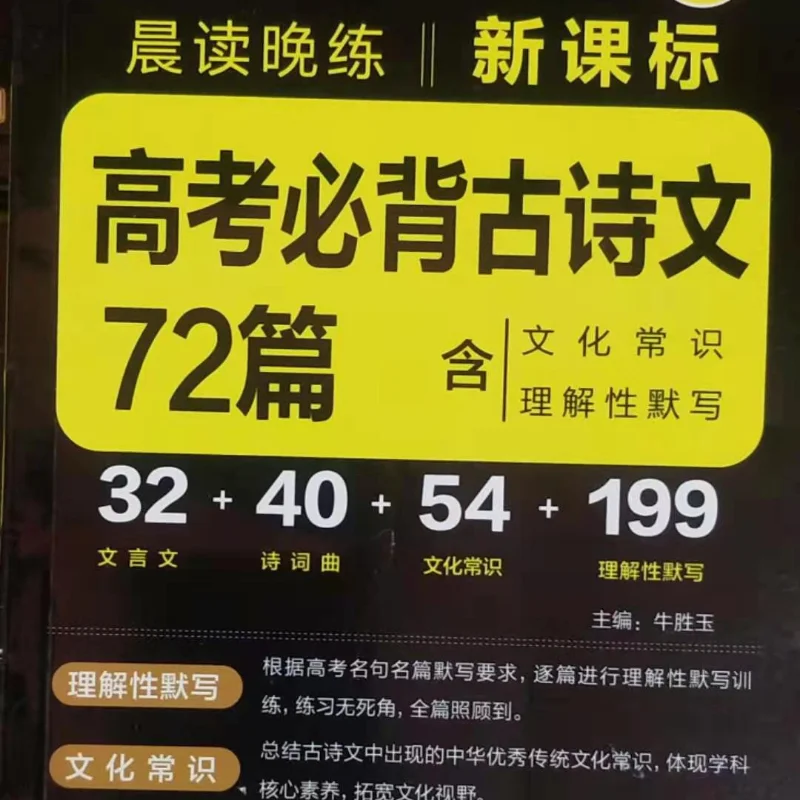 晨读晚练 新课标
高考必背古诗文
72篇 含
文化常识
理解性默写
32 + 40 + 54 + 199
文言文 诗词曲 文化常识 理解性默写
主编：牛胜玉
理解性默写
根据高考名句名篇默写要求，逐篇进行理解性默写训
练，练习无死角，全篇照顾到。
文化常识
总结古诗文中出现的中华优秀传统文化常识，体现学科
核心素养，拓宽文化视野。